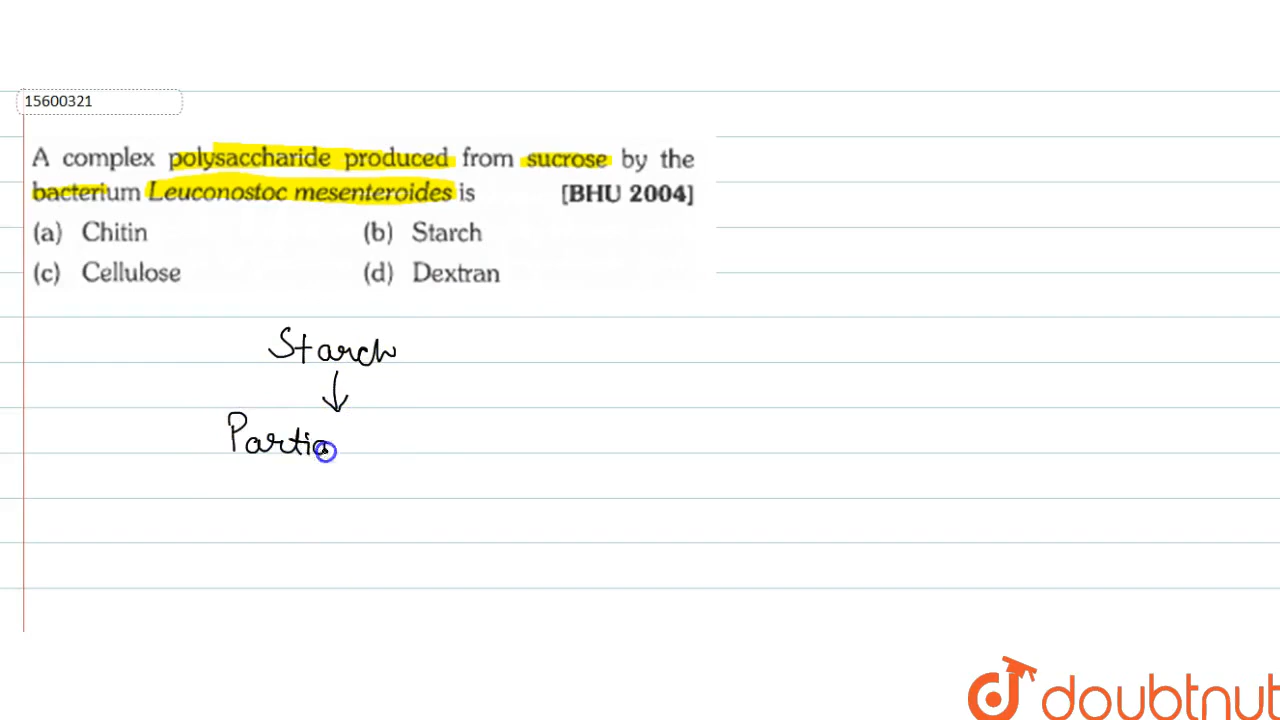 15600321
A complex polysaccharide produced from sucrose by the
bacterium Leuconostoc mesenteroides is [BHU 2004]
(a) Chitin (b) Starch
(c) Cellulose (d) Dextran
Starch
Partia
doubtnut